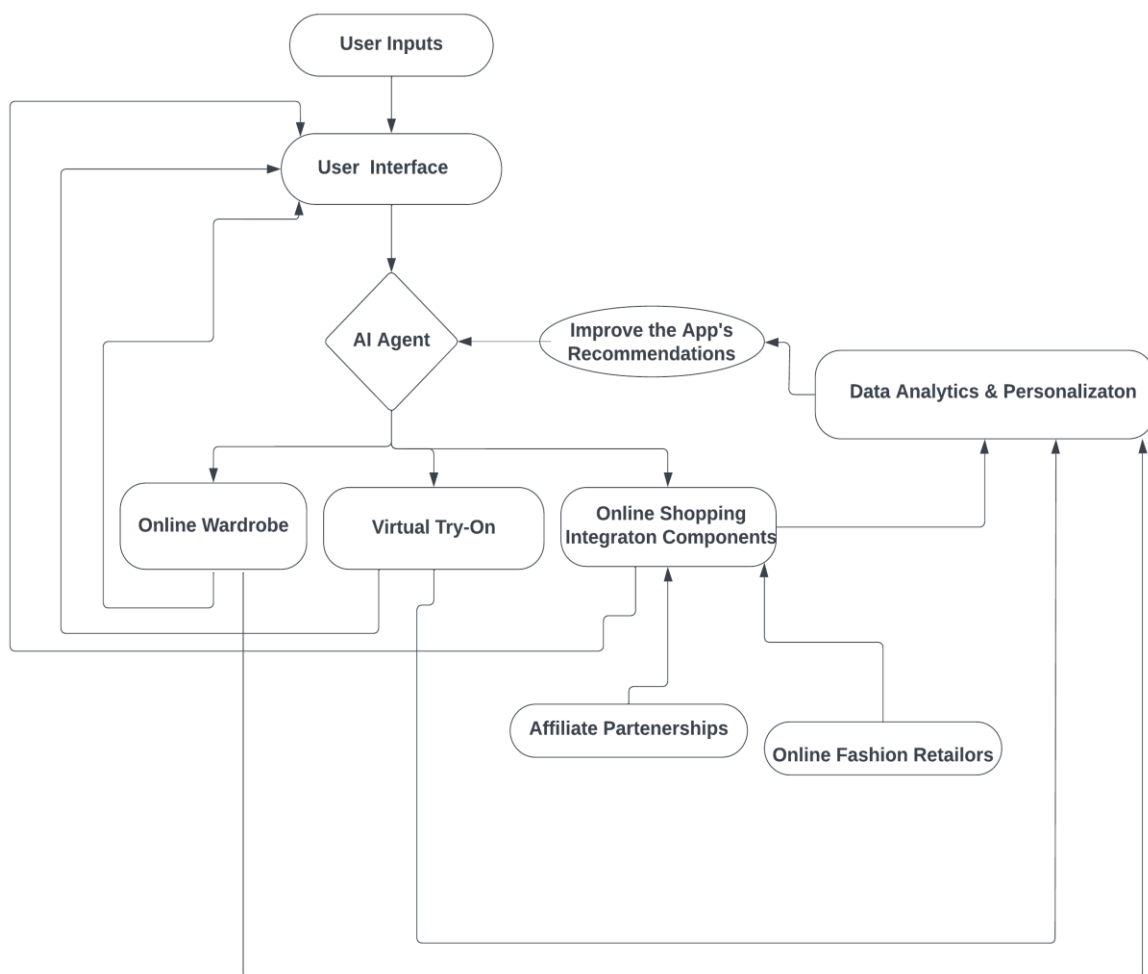 User Inputs
User Interface
AI Agent
Improve the App's
Recommendations
Data Analytics & Personalizaton
Online Wardrobe
Virtual Try-On
Online Shopping
Integraton Components
Affiliate Partenerships
Online Fashion Retailors